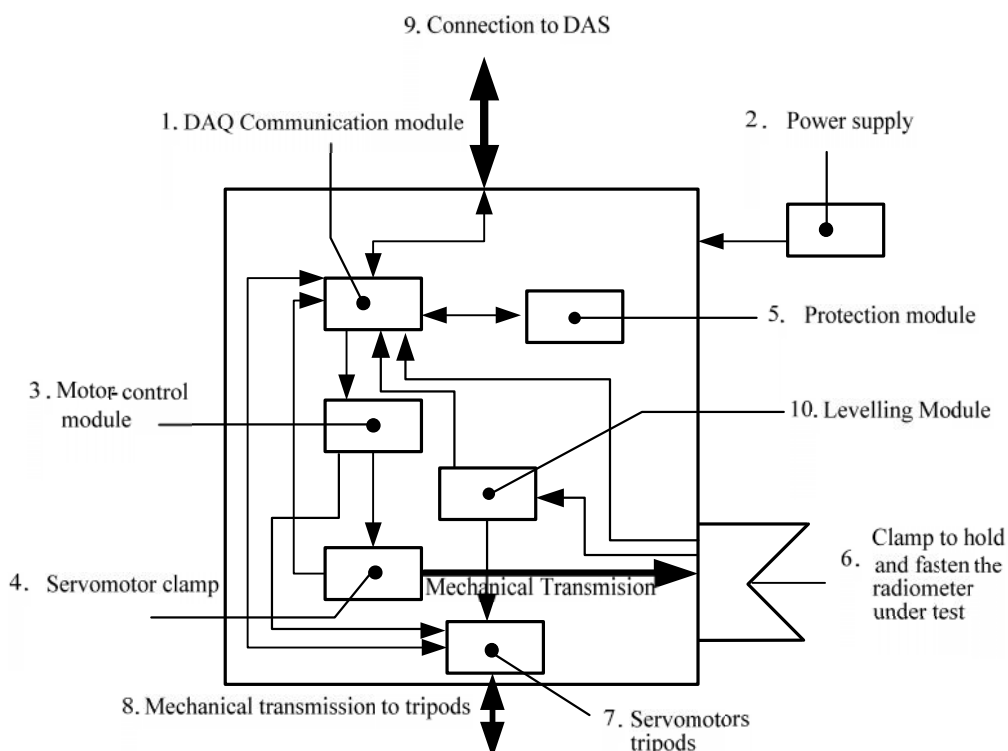 9. Connection to DAS
1. DAQ Communication module
2. Power supply
5. Protection module
3. Motor-control
module
10. Levelling Module
4. Servomotor clamp
Mechanical Transmision
6. Clamp to hold
and fasten the
radiometer
under test
8. Mechanical transmission to tripods
7. Servomotors
tripods